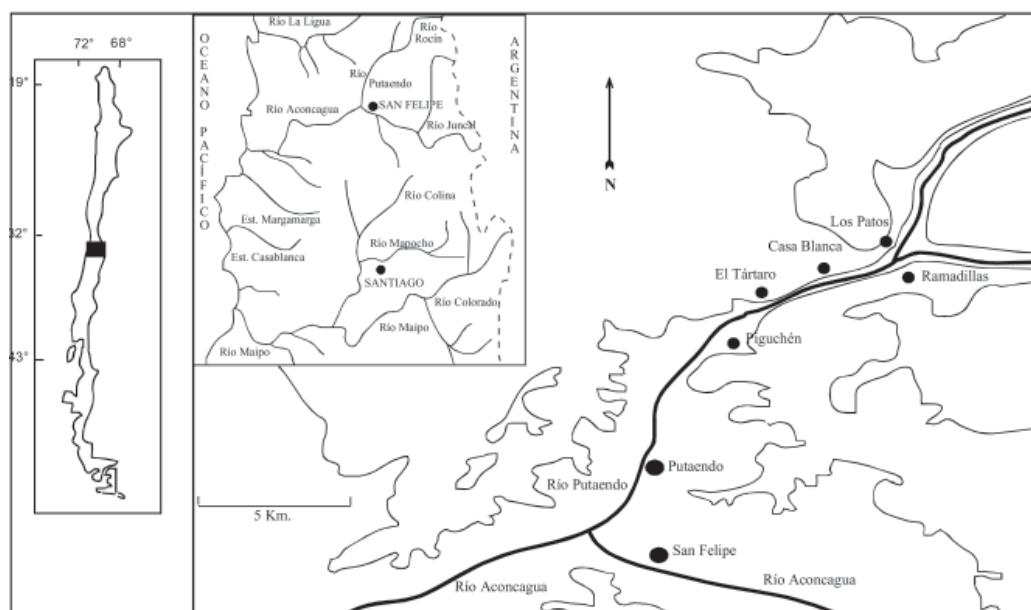 72° 68°
19°
32°
43°
OCEANO PACÍFICO
ARGENTINA
Río La Ligua
Río
Rocín
Río
Putaendo
SAN FELIPE
Río Aconcagua
Río Juncal
Río Colina
Est. Margamarga
Río Mapocho
Est. Casablanca
SANTIAGO
Río Colorado
Río Maipo
Río Maipo
N
Los Patos
Casa Blanca
El Tártaro
Ramadillas
Piguchén
Putaendo
Río Putaendo
5 Km.
San Felipe
Río Aconcagua
Río Aconcagua